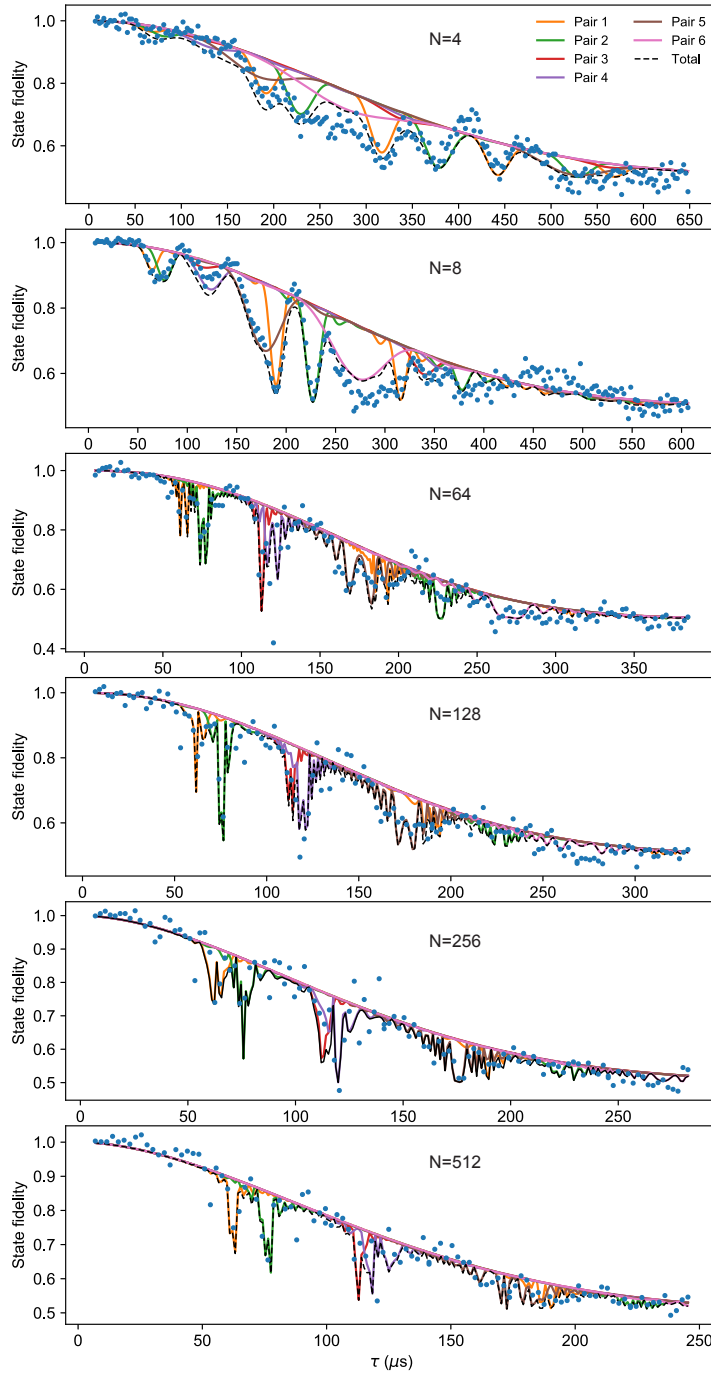 Pair 1
Pair 2
Pair 3
Pair 4
Pair 5
Pair 6
Total
N=4
State fidelity
1.0
0.8
0.6
0 50 100 150 200 250 300 350 400 450 500 550 600 650
N=8
State fidelity
1.0
0.8
0.6
0 50 100 150 200 250 300 350 400 450 500 550 600
N=64
State fidelity
1.0
0.8
0.6
0.4
0 50 100 150 200 250 300 350
N=128
State fidelity
1.0
0.8
0.6
0 50 100 150 200 250 300
N=256
State fidelity
1.0
0.9
0.8
0.7
0.6
0.5
0 50 100 150 200 250
N=512
State fidelity
1.0
0.9
0.8
0.7
0.6
0.5
0 50 100 150 200 250
τ (μs)